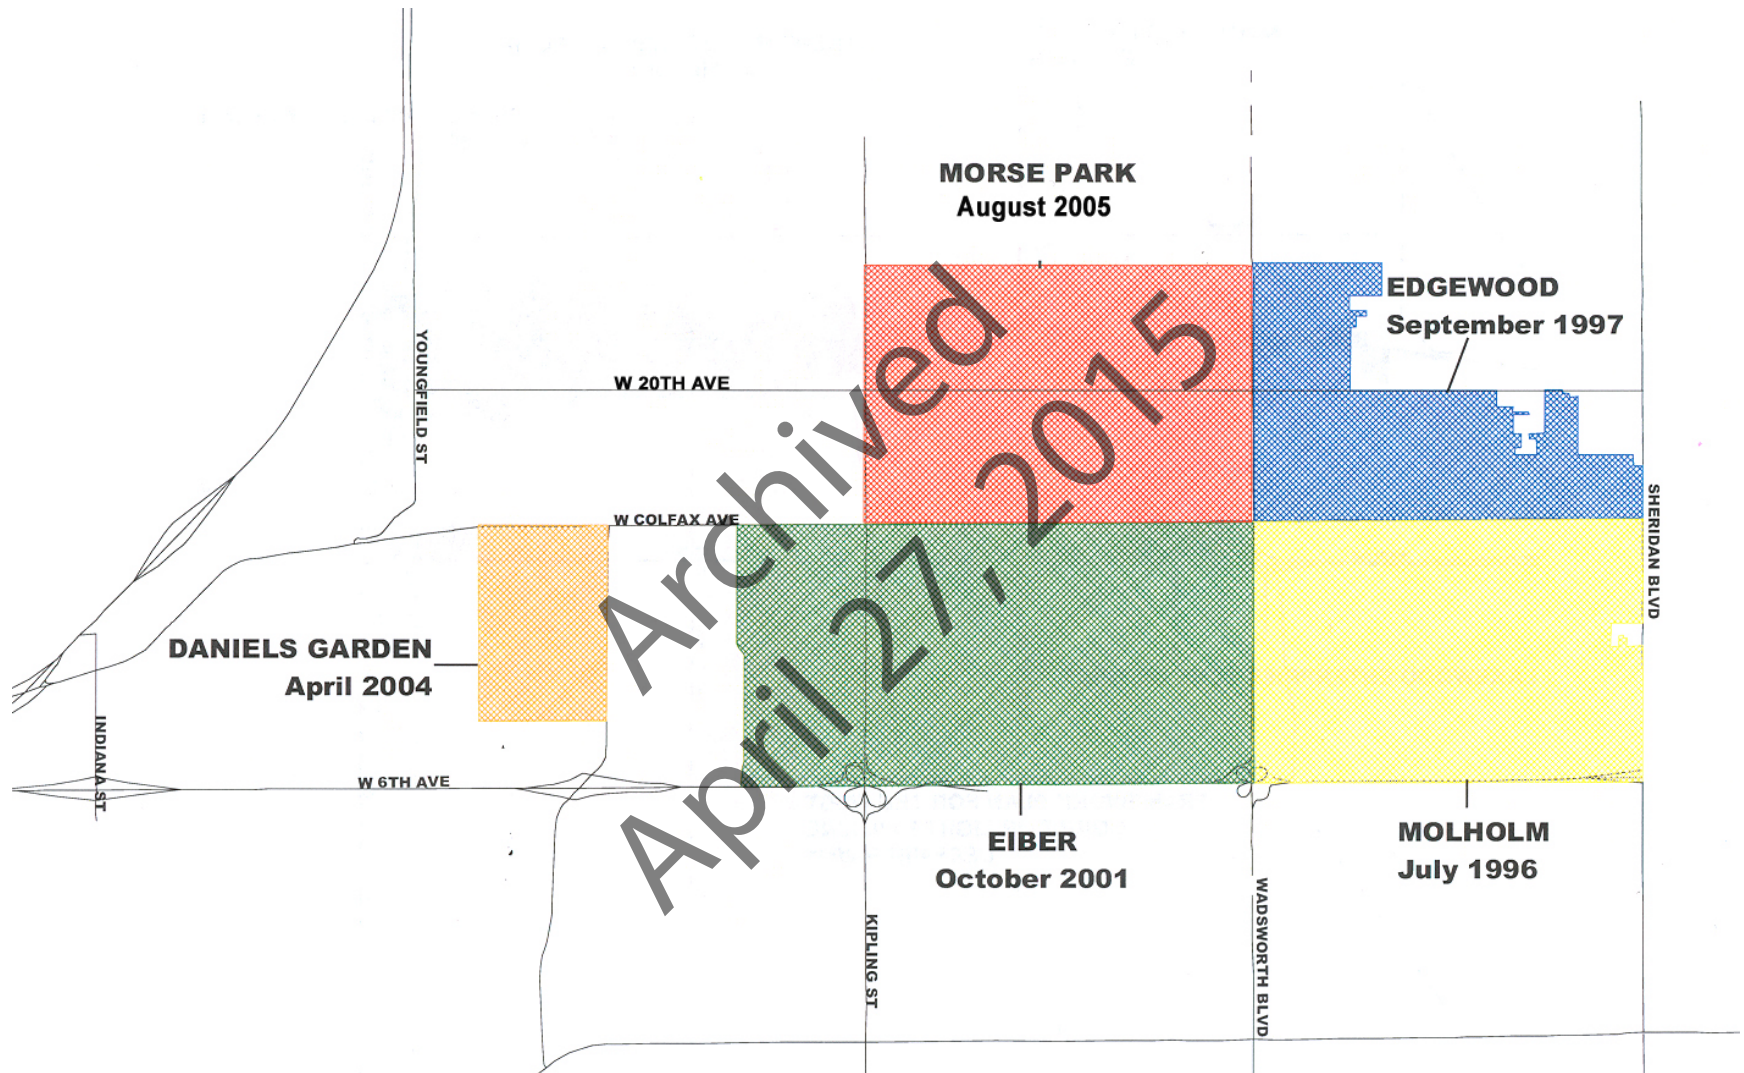 MORSE PARK
August 2005
EDGEWOOD
September 1997
YOUNGFIELD ST
W 20TH AVE
W COLFAX AVE
SHERIDAN BLVD
DANIELS GARDEN
April 2004
INDIANA ST
W 6TH AVE
EIBER
October 2001
MOLHOLM
July 1996
KIPLING ST
WADSWORTH BLVD
Archived
April 27, 2015